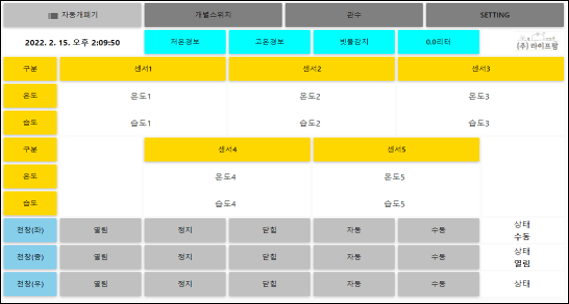 자동개폐기 개별스위치 관수 SETTING
2022. 2. 15. 오후 2:09:50 저온경보 고온경보 빗물감지 0.0리터 (주) 라이프팜
구분 센서1 센서2 센서3
온도 온도1 온도2 온도3
습도 습도1 습도2 습도3
구분 센서4 센서5
온도 온도4 온도5
습도 습도4 습도5
천창(좌) 열림 정지 닫힘 자동 수동 상태 수동
천창(중) 열림 정지 닫힘 자동 수동 상태 열림
천창(우) 열림 정지 닫힘 자동 수동 상태